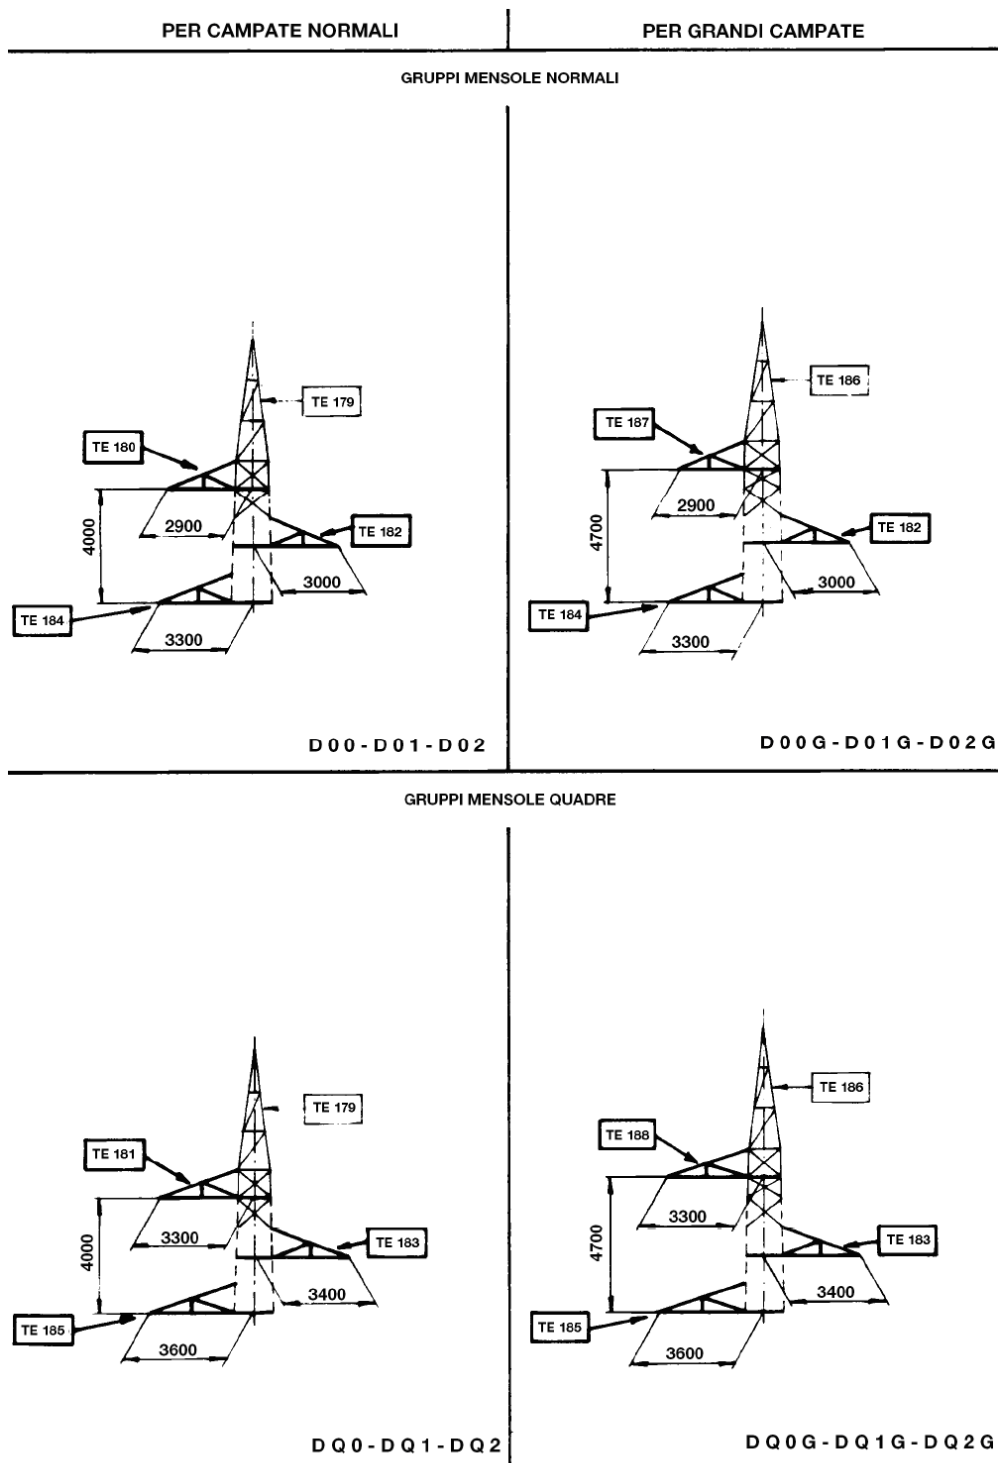 PER CAMPATE NORMALI
PER GRANDI CAMPATE
GRUPPI MENSOLE NORMALI
TE 179
TE 180
4000
2900
TE 182
3000
TE 184
3300
D00-D01-D02
TE 186
TE 187
4700
2900
TE 182
3000
TE 184
3300
D00G-D01G-D02G
GRUPPI MENSOLE QUADRE
TE 179
TE 181
4000
3300
TE 183
3400
TE 185
3600
DQ0-DQ1-DQ2
TE 186
TE 188
4700
3300
TE 183
3400
TE 185
3600
DQ0G-DQ1G-DQ2G